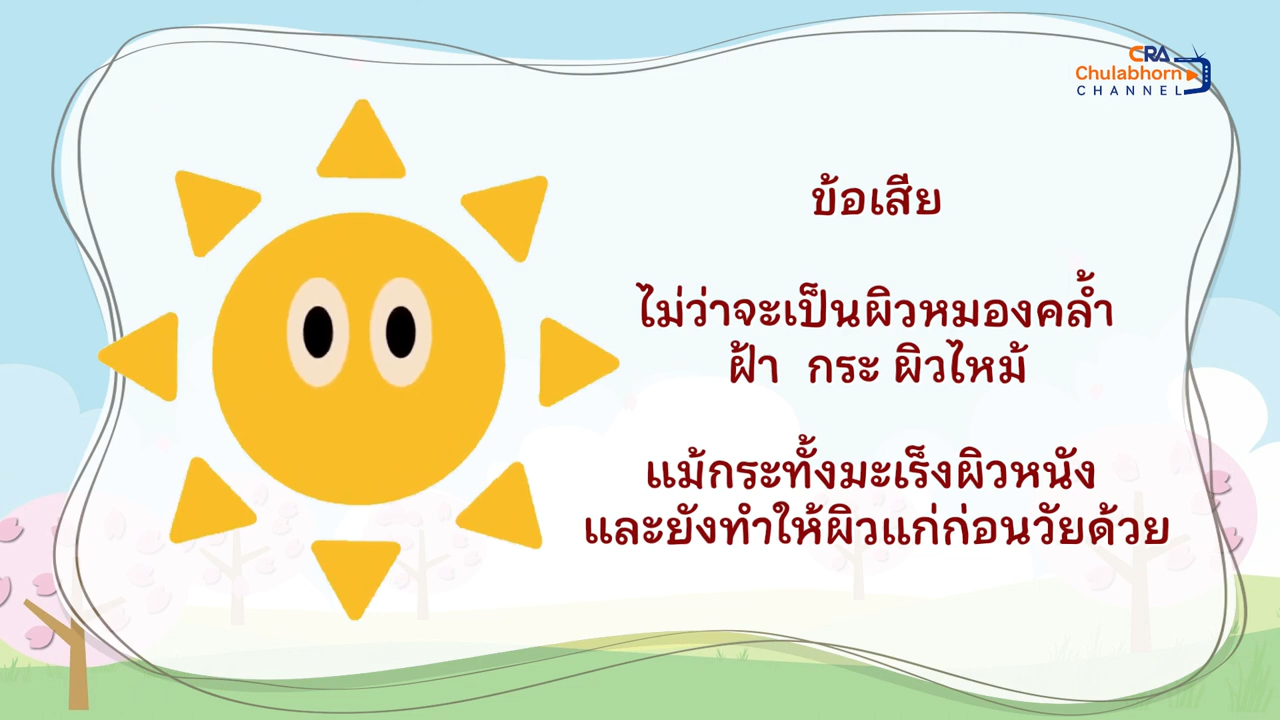 CRA
Chulabhorn
CHANNEL
ข้อเสีย
ไม่ว่าจะเป็นผิวหมองคล้ำ
ฝ้า กระ ผิวไหม้
แม้กระทั้งมะเร็งผิวหนัง
และยังทำให้ผิวแก่ก่อนวัยด้วย